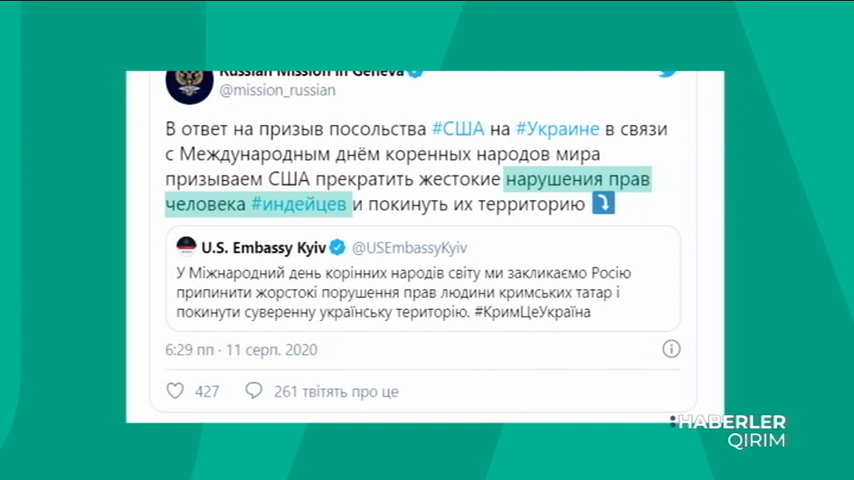 Russian Mission in Geneva
@mission_russian
В ответ на призыв посольства #США на #Украине в связи
с Международным днём коренных народов мира
призываем США прекратить жестокие нарушения прав
человека #индейцев и покинуть их территорию
U.S. Embassy Kyiv @USEmbassyKyiv
У Міжнародний день корінних народів світу ми закликаємо Росію
припинити жорстокі порушення прав людини кримських татар і
покинути суверенну українську територію. #КримЦеУкраїна
6:29 пп · 11 серп. 2020
427 261 твітять про це
:HABERLER
QIRIM